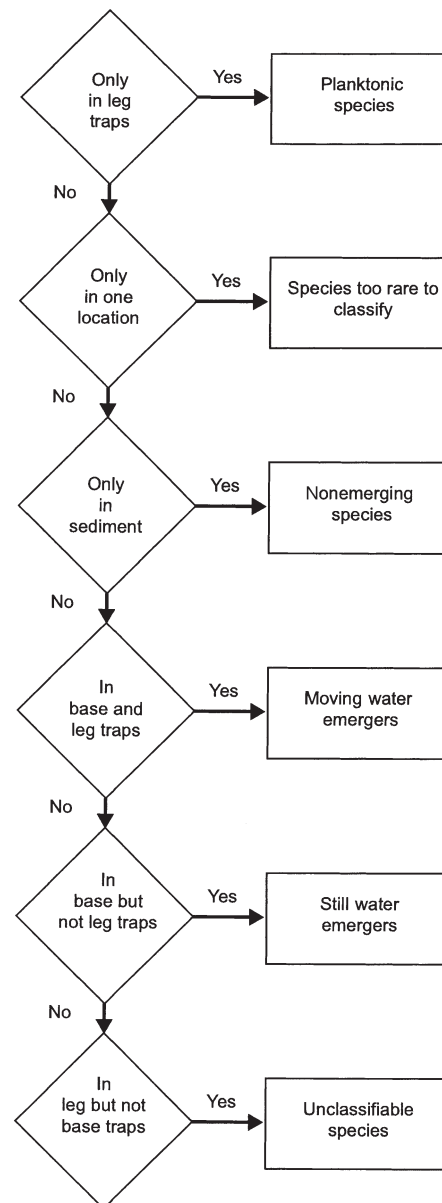 Only
in leg
traps
Yes
Planktonic
species
No
Only
in one
location
Yes
Species too rare to
classify
No
Only
in
sediment
Yes
Nonemerging
species
No
In
base and
leg traps
Yes
Moving water
emergers
No
In
base but
not leg traps
Yes
Still water
emergers
No
In
leg but not
base traps
Yes
Unclassifiable
species